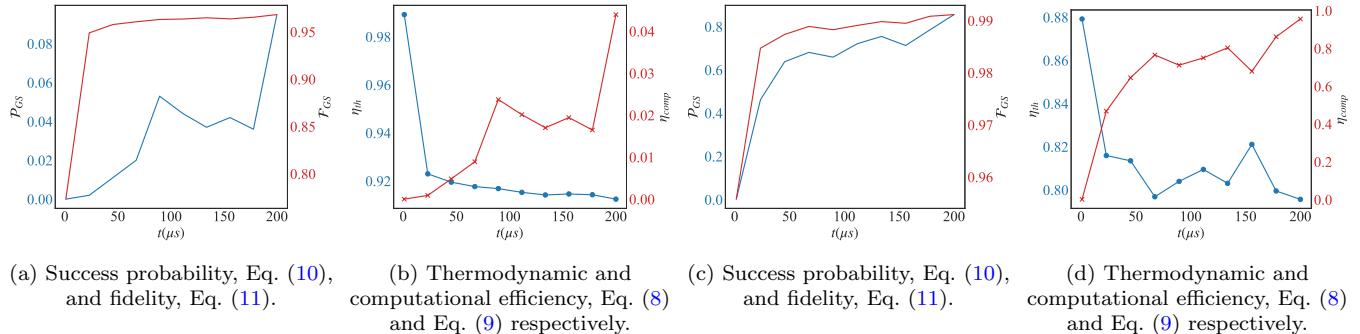 0.08
0.06
0.04
0.02
0.00
P_GS
0.95
0.90
0.85
0.80
F_GS
0 50 100 150 200
t(μs)
0.98
0.96
0.94
0.92
η_th
0.04
0.03
0.02
0.01
0.00
η_comp
0 50 100 150 200
t(μs)
0.8
0.6
0.4
0.2
0.0
P_GS
0.99
0.98
0.97
0.96
F_GS
0 50 100 150 200
t(μs)
0.88
0.86
0.84
0.82
0.80
η_th
1.0
0.8
0.6
0.4
0.2
0.0
η_comp
0 50 100 150 200
t(μs)
(a) Success probability, Eq. (10),
and fidelity, Eq. (11).
(b) Thermodynamic and
computational efficiency, Eq. (8)
and Eq. (9) respectively.
(c) Success probability, Eq. (10),
and fidelity, Eq. (11).
(d) Thermodynamic and
computational efficiency, Eq. (8)
and Eq. (9) respectively.